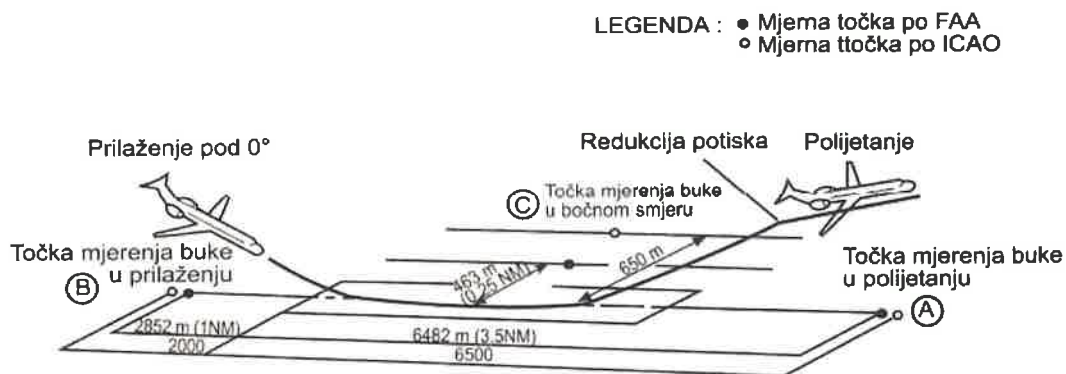 LEGENDA : ● Mjerna točka po FAA
○ Mjerna ttočka po ICAO
Prilaženje pod 0°
Redukcija potiska
Polijetanje
C Točka mjerenja buke
u bočnom smjeru
Točka mjerenja buke
u prilaženju
B
Točka mjerenja buke
u polijetanju
A
463 m
(0.25 NM)
650 m
2852 m (1NM)
2000
6482 m (3.5NM)
6500